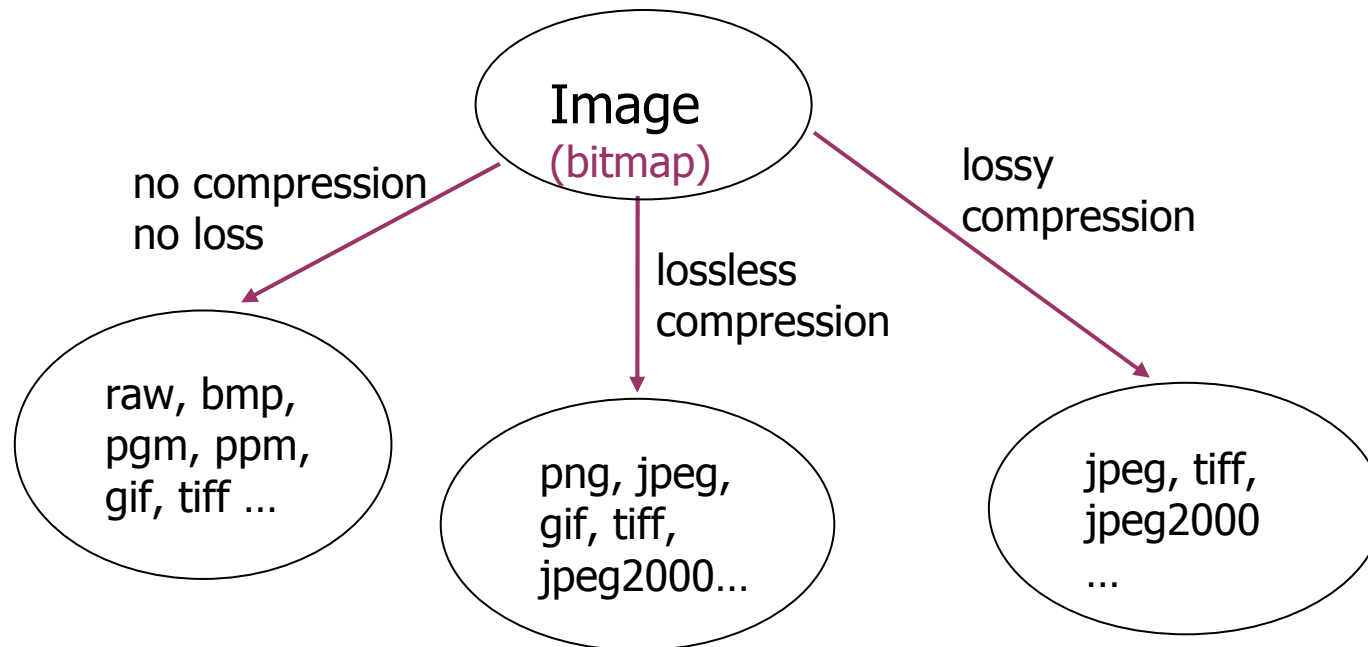 Image
(bitmap)
no compression
no loss
lossless
compression
lossy
compression
raw, bmp,
pgm, ppm,
gif, tiff …
png, jpeg,
gif, tiff,
jpeg2000…
jpeg, tiff,
jpeg2000
…